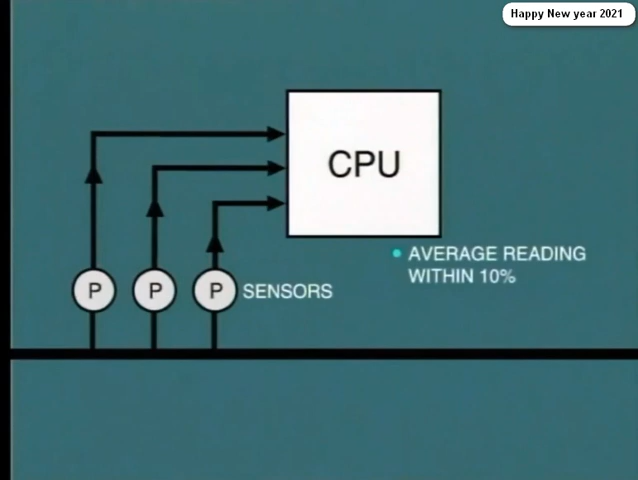 Happy New year 2021
CPU
AVERAGE READING
WITHIN 10%
P P P SENSORS